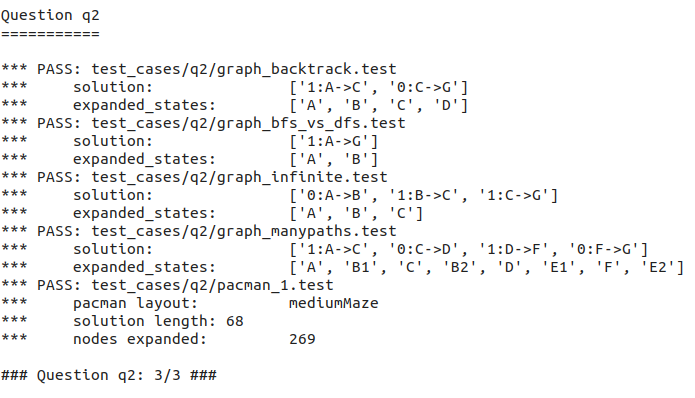 Question q2
===========
*** PASS: test_cases/q2/graph_backtrack.test
***     solution:               ['1:A->C', '0:C->G']
***     expanded_states:        ['A', 'B', 'C', 'D']
*** PASS: test_cases/q2/graph_bfs_vs_dfs.test
***     solution:               ['1:A->G']
***     expanded_states:        ['A', 'B']
*** PASS: test_cases/q2/graph_infinite.test
***     solution:               ['0:A->B', '1:B->C', '1:C->G']
***     expanded_states:        ['A', 'B', 'C']
*** PASS: test_cases/q2/graph_manypaths.test
***     solution:               ['1:A->C', '0:C->D', '1:D->F', '0:F->G']
***     expanded_states:        ['A', 'B1', 'C', 'B2', 'D', 'E1', 'F', 'E2']
*** PASS: test_cases/q2/pacman_1.test
***     pacman layout:          mediumMaze
***     solution length: 68
***     nodes expanded:         269
### Question q2: 3/3 ###